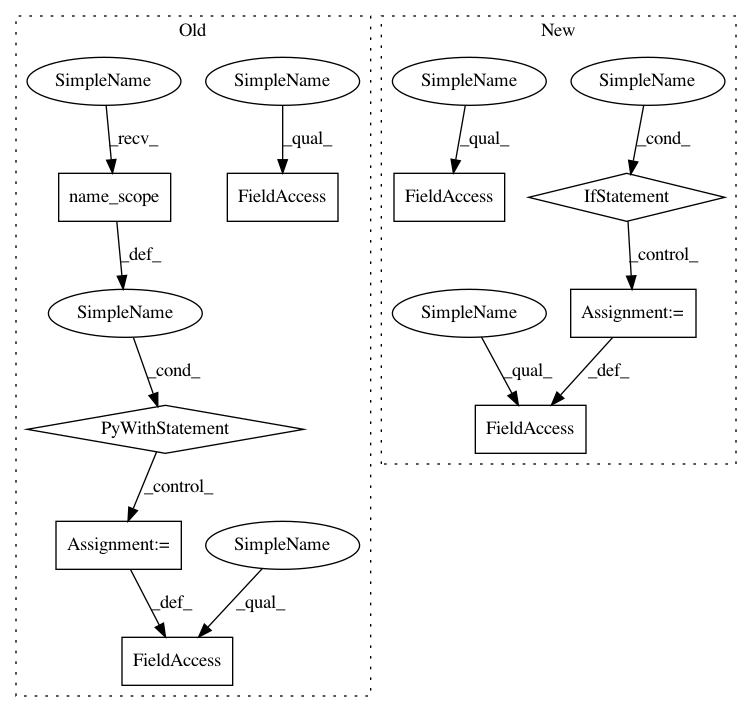 Old
New
SimpleName
SimpleName
SimpleName
SimpleName
_recv_
_qual_
_qual_
_cond_
name_scope
FieldAccess
FieldAccess
IfStatement
_def_
_control_
SimpleName
SimpleName
Assignment:=
_cond_
_qual_
_def_
PyWithStatement
FieldAccess
_control_
Assignment:=
SimpleName
_def_
_qual_
FieldAccess